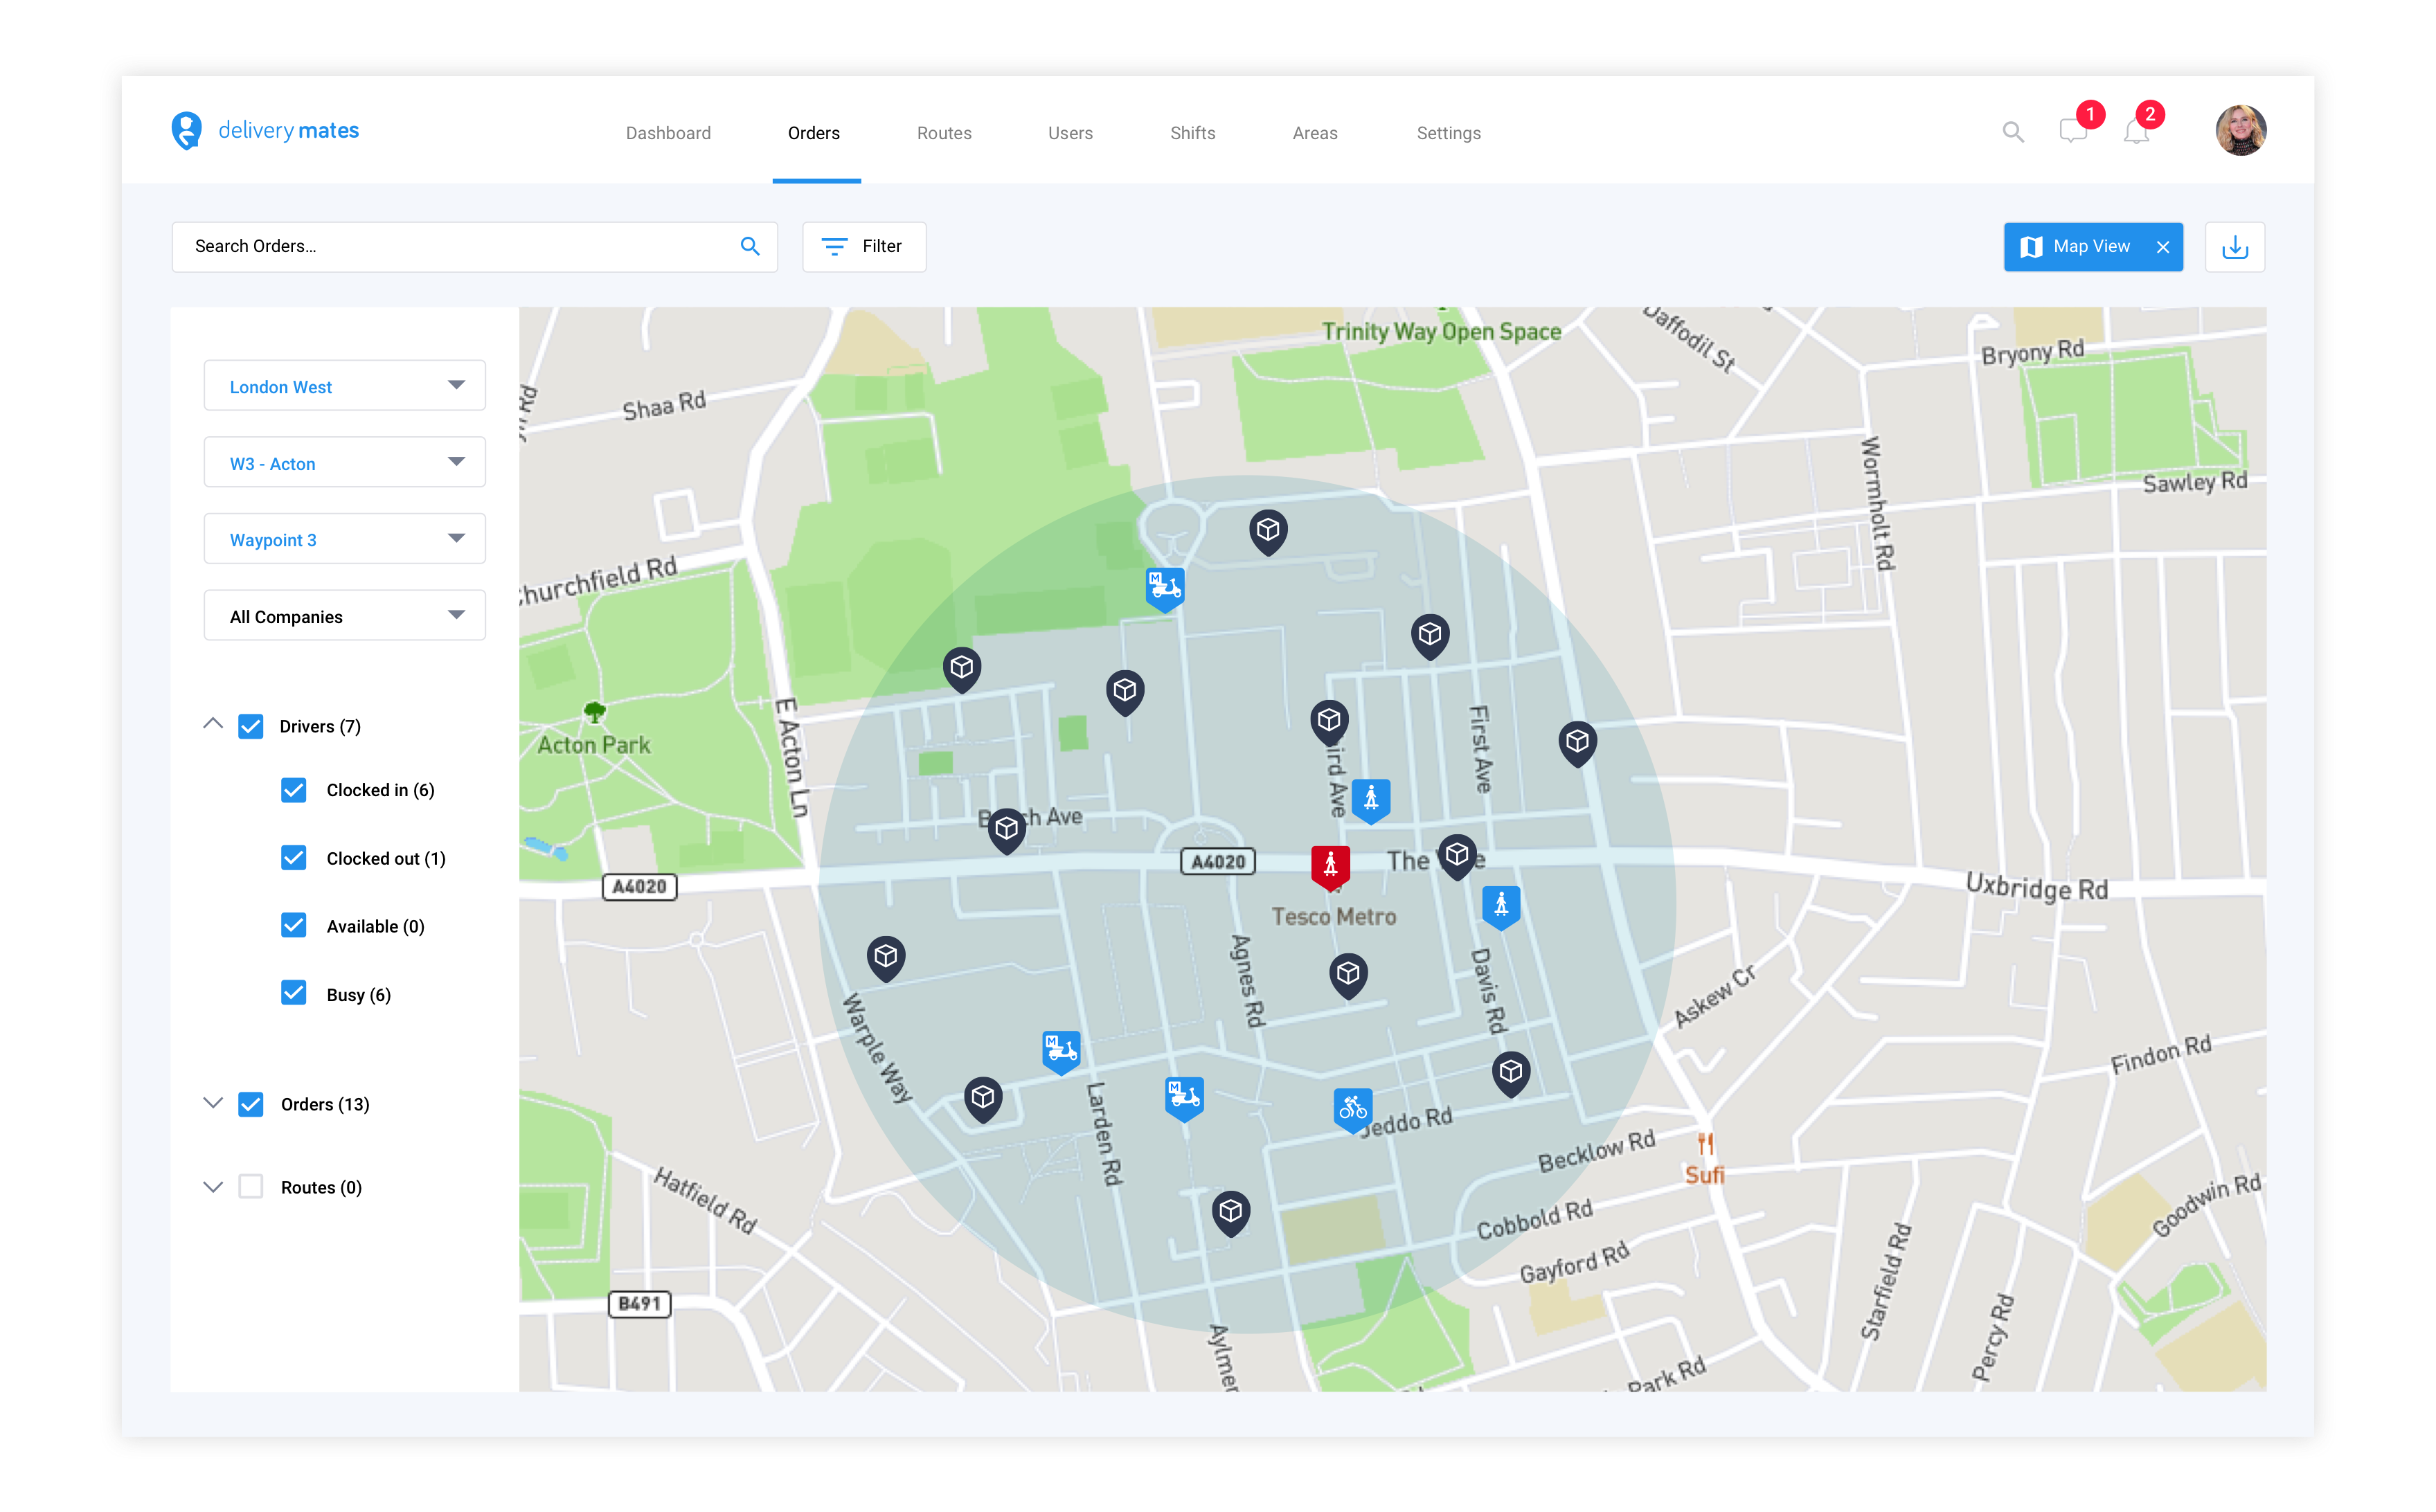 delivery mates
Dashboard
Orders
Routes
Users
Shifts
Areas
Settings
1
2
Search Orders...
Filter
Map View
London West
W3 - Acton
Waypoint 3
All Companies
Drivers (7)
Clocked in (6)
Clocked out (1)
Available (0)
Busy (6)
Orders (13)
Routes (0)
Trinity Way Open Space
Daffodil St
Bryony Rd
Shaa Rd
Rd
Wormholt Rd
Sawley Rd
Churchfield Rd
M
Acton Park
E Acton Ln
First Ave
Ave
Ave
A4020
The
A4020
Uxbridge Rd
Tesco Metro
Agnes Rd
Davis Rd
Askew Cr
Warple Way
M
M
Findon Rd
Larden Rd
Jeddo Rd
Becklow Rd
Sufi
Hatfield Rd
Cobbold Rd
Goodwin Rd
Gayford Rd
Starfield Rd
B491
Percy Rd
Aylmer
Park Rd